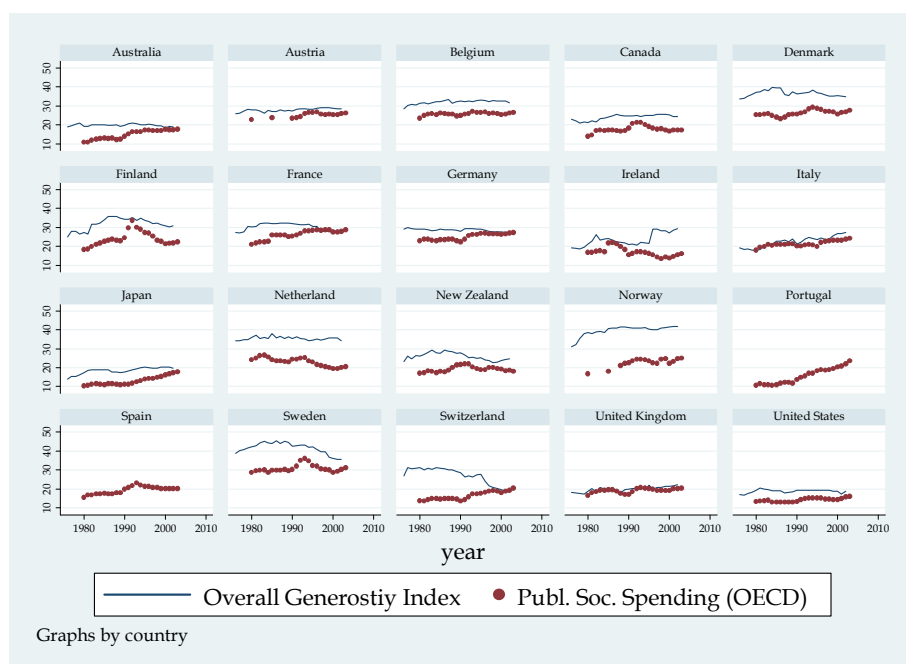 Australia Austria Belgium Canada Denmark
50
40
30
20
10
Finland France Germany Ireland Italy
50
40
30
20
10
Japan Netherland New Zealand Norway Portugal
50
40
30
20
10
Spain Sweden Switzerland United Kingdom United States
50
40
30
20
10
1980 1990 2000 2010 1980 1990 2000 2010 1980 1990 2000 2010 1980 1990 2000 2010 1980 1990 2000 2010
year
Overall Generostiy Index Publ. Soc. Spending (OECD)
Graphs by country